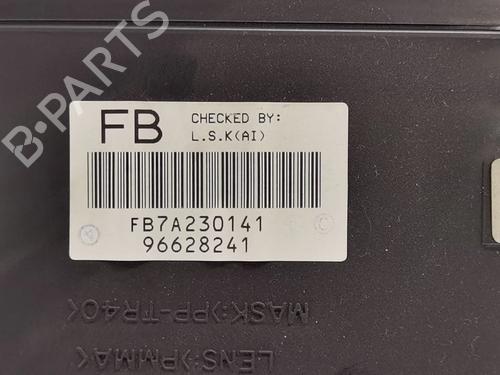 B-PARTS
FB
CHECKED BY:
L.S.K(AI)
FB7A230141
96628241
MASK:>PP-TR40<
LENS:>PMMA<